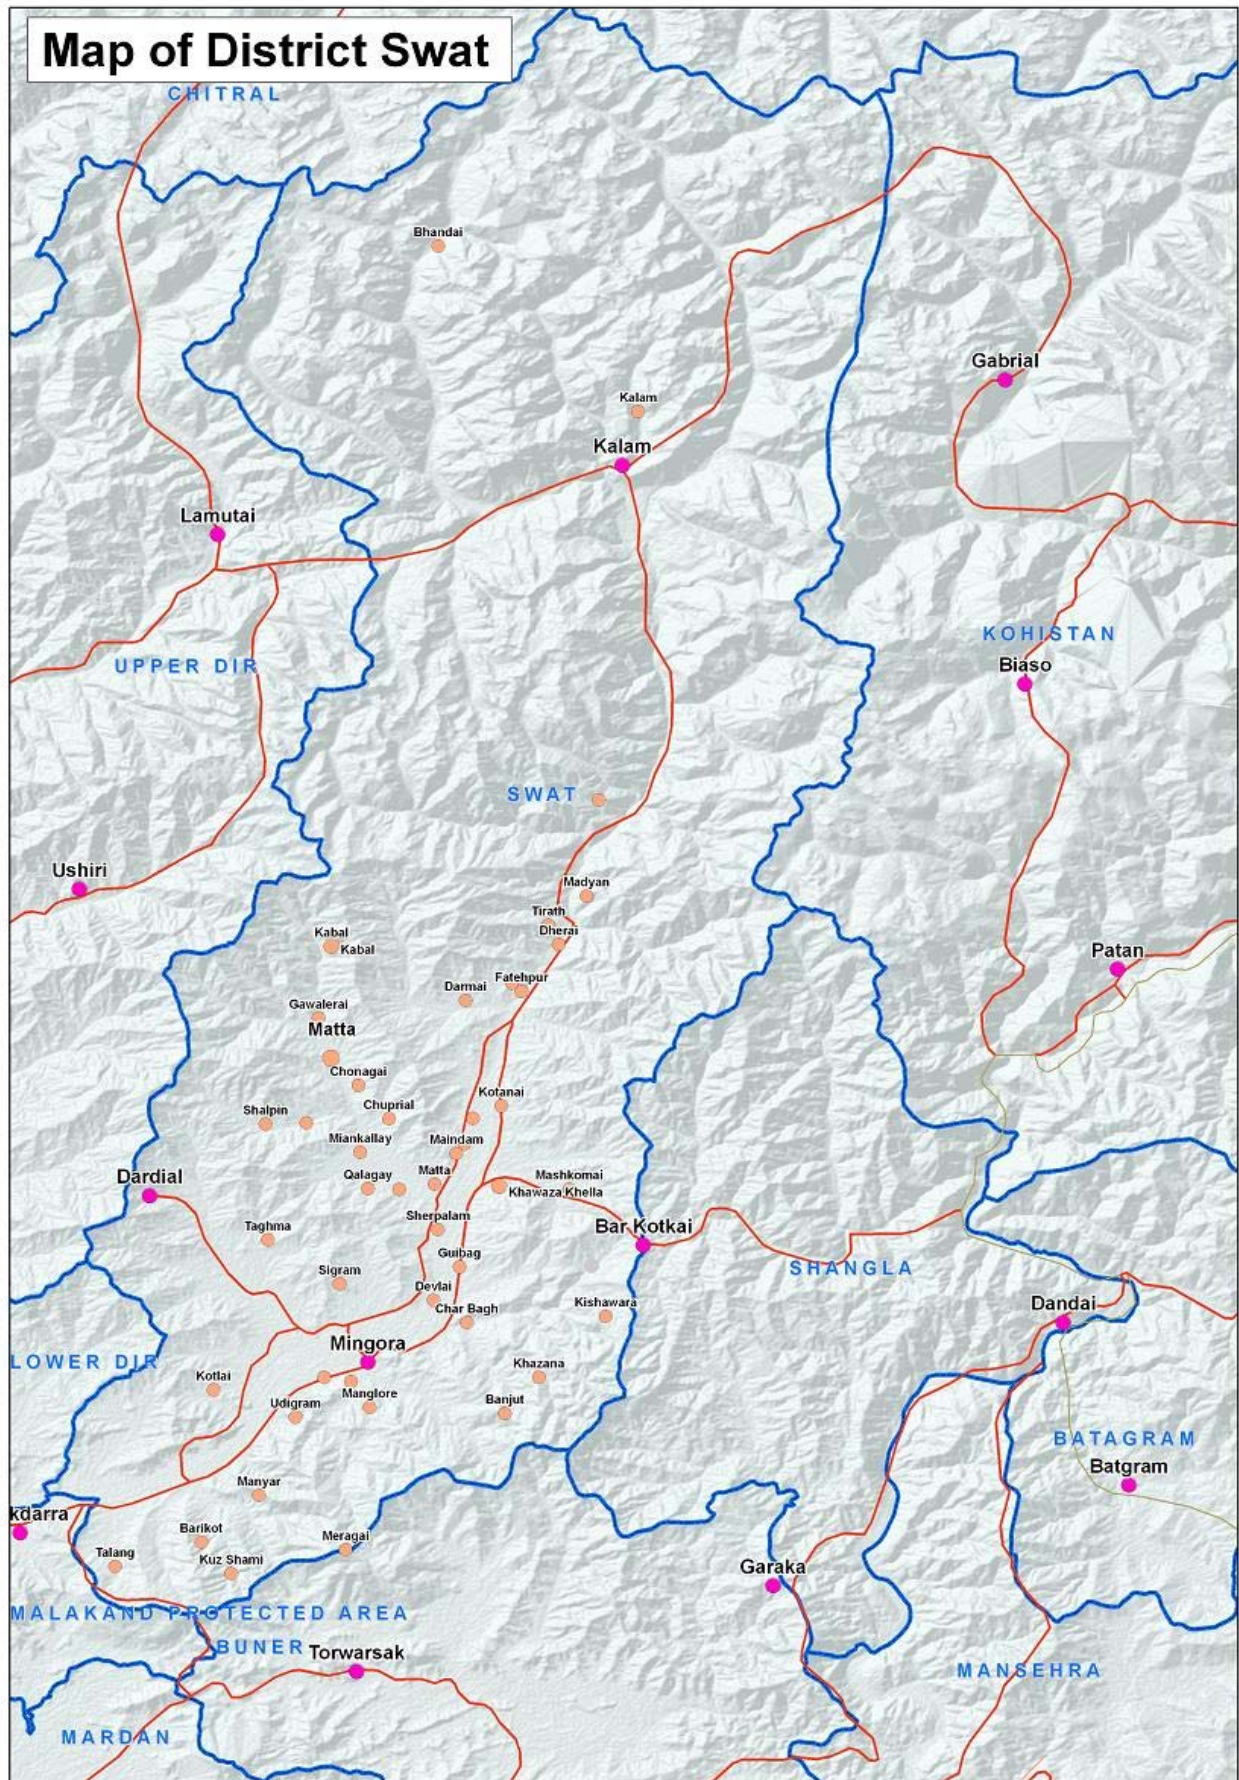 Map of District Swat
CHITRAL
Bhandai
Gabrial
Kalam
Kalam
Lamutai
KOHISTAN
UPPER DIR
Biaso
SWAT
Ushiri
Madyan
Tirath
Dherai
Kabal
Kabal
Patan
Fatehpur
Darmai
Gawalerai
Matta
Chonagai
Kotanai
Chuprial
Shalpin
Miankallay
Maindam
Dardial
Qalagay
Matta
Mashkomai
Khawaza Khella
Sherpalam
Taghma
Bar Kotkai
Guibag
SHANGLA
Sigram
Devlai
Char Bagh
Kishawara
Dandai
Mingora
LOWER DIR
Kotlai
Khazana
Manglore
Udigram
Banjut
BATAGRAM
Batgram
Manyar
kdarra
Barikot
Meragai
Talang
Kuz Shami
Garaka
MALAKAND PROTECTED AREA
BUNER
Torwarsak
MANSEHRA
MARDAN